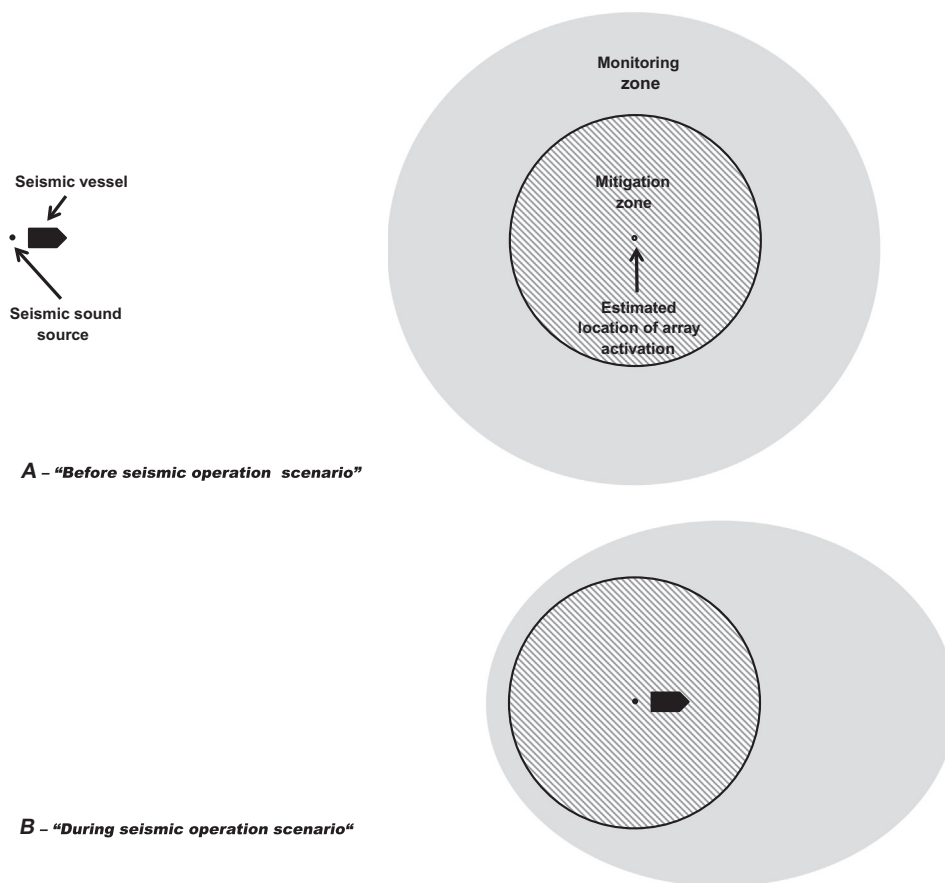 Monitoring
zone
Seismic vessel
Mitigation
zone
Seismic sound
source
Estimated
location of array
activation
A – “Before seismic operation scenario”
B – “During seismic operation scenario“